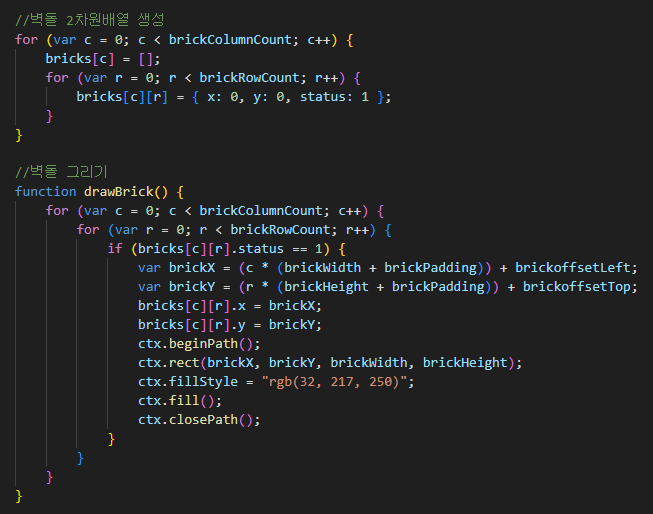 //벽돌 2차원배열 생성
for (var c = 0; c < brickColumnCount; c++) {
    bricks[c] = [];
    for (var r = 0; r < brickRowCount; r++) {
        bricks[c][r] = { x: 0, y: 0, status: 1 };
    }
}

//벽돌 그리기
function drawBrick() {
    for (var c = 0; c < brickColumnCount; c++) {
        for (var r = 0; r < brickRowCount; r++) {
            if (bricks[c][r].status == 1) {
                var brickX = (c * (brickWidth + brickPadding)) + brickoffsetLeft;
                var brickY = (r * (brickHeight + brickPadding)) + brickoffsetTop;
                bricks[c][r].x = brickX;
                bricks[c][r].y = brickY;
                ctx.beginPath();
                ctx.rect(brickX, brickY, brickWidth, brickHeight);
                ctx.fillStyle = "rgb(32, 217, 250)";
                ctx.fill();
                ctx.closePath();
            }
        }
    }
}